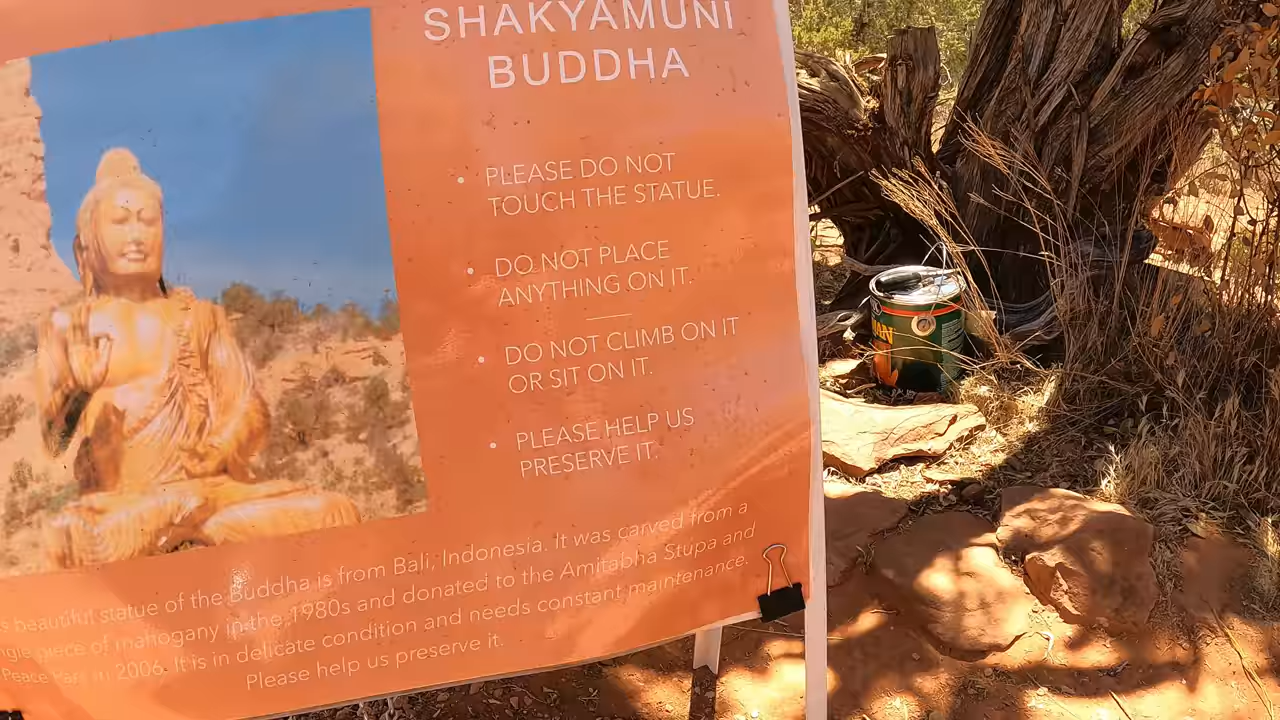 SHAKYAMUNI
BUDDHA
• PLEASE DO NOT
TOUCH THE STATUE.
• DO NOT PLACE
ANYTHING ON IT.
• DO NOT CLIMB ON IT
OR SIT ON IT.
• PLEASE HELP US
PRESERVE IT.
beautiful statue of the Buddha is from Bali, Indonesia. It was carved from a
piece of mahogany in the 1980s and donated to the Amitabha Stupa and
Peace Park in 2006. It is in delicate condition and needs constant maintenance.
Please help us preserve it.